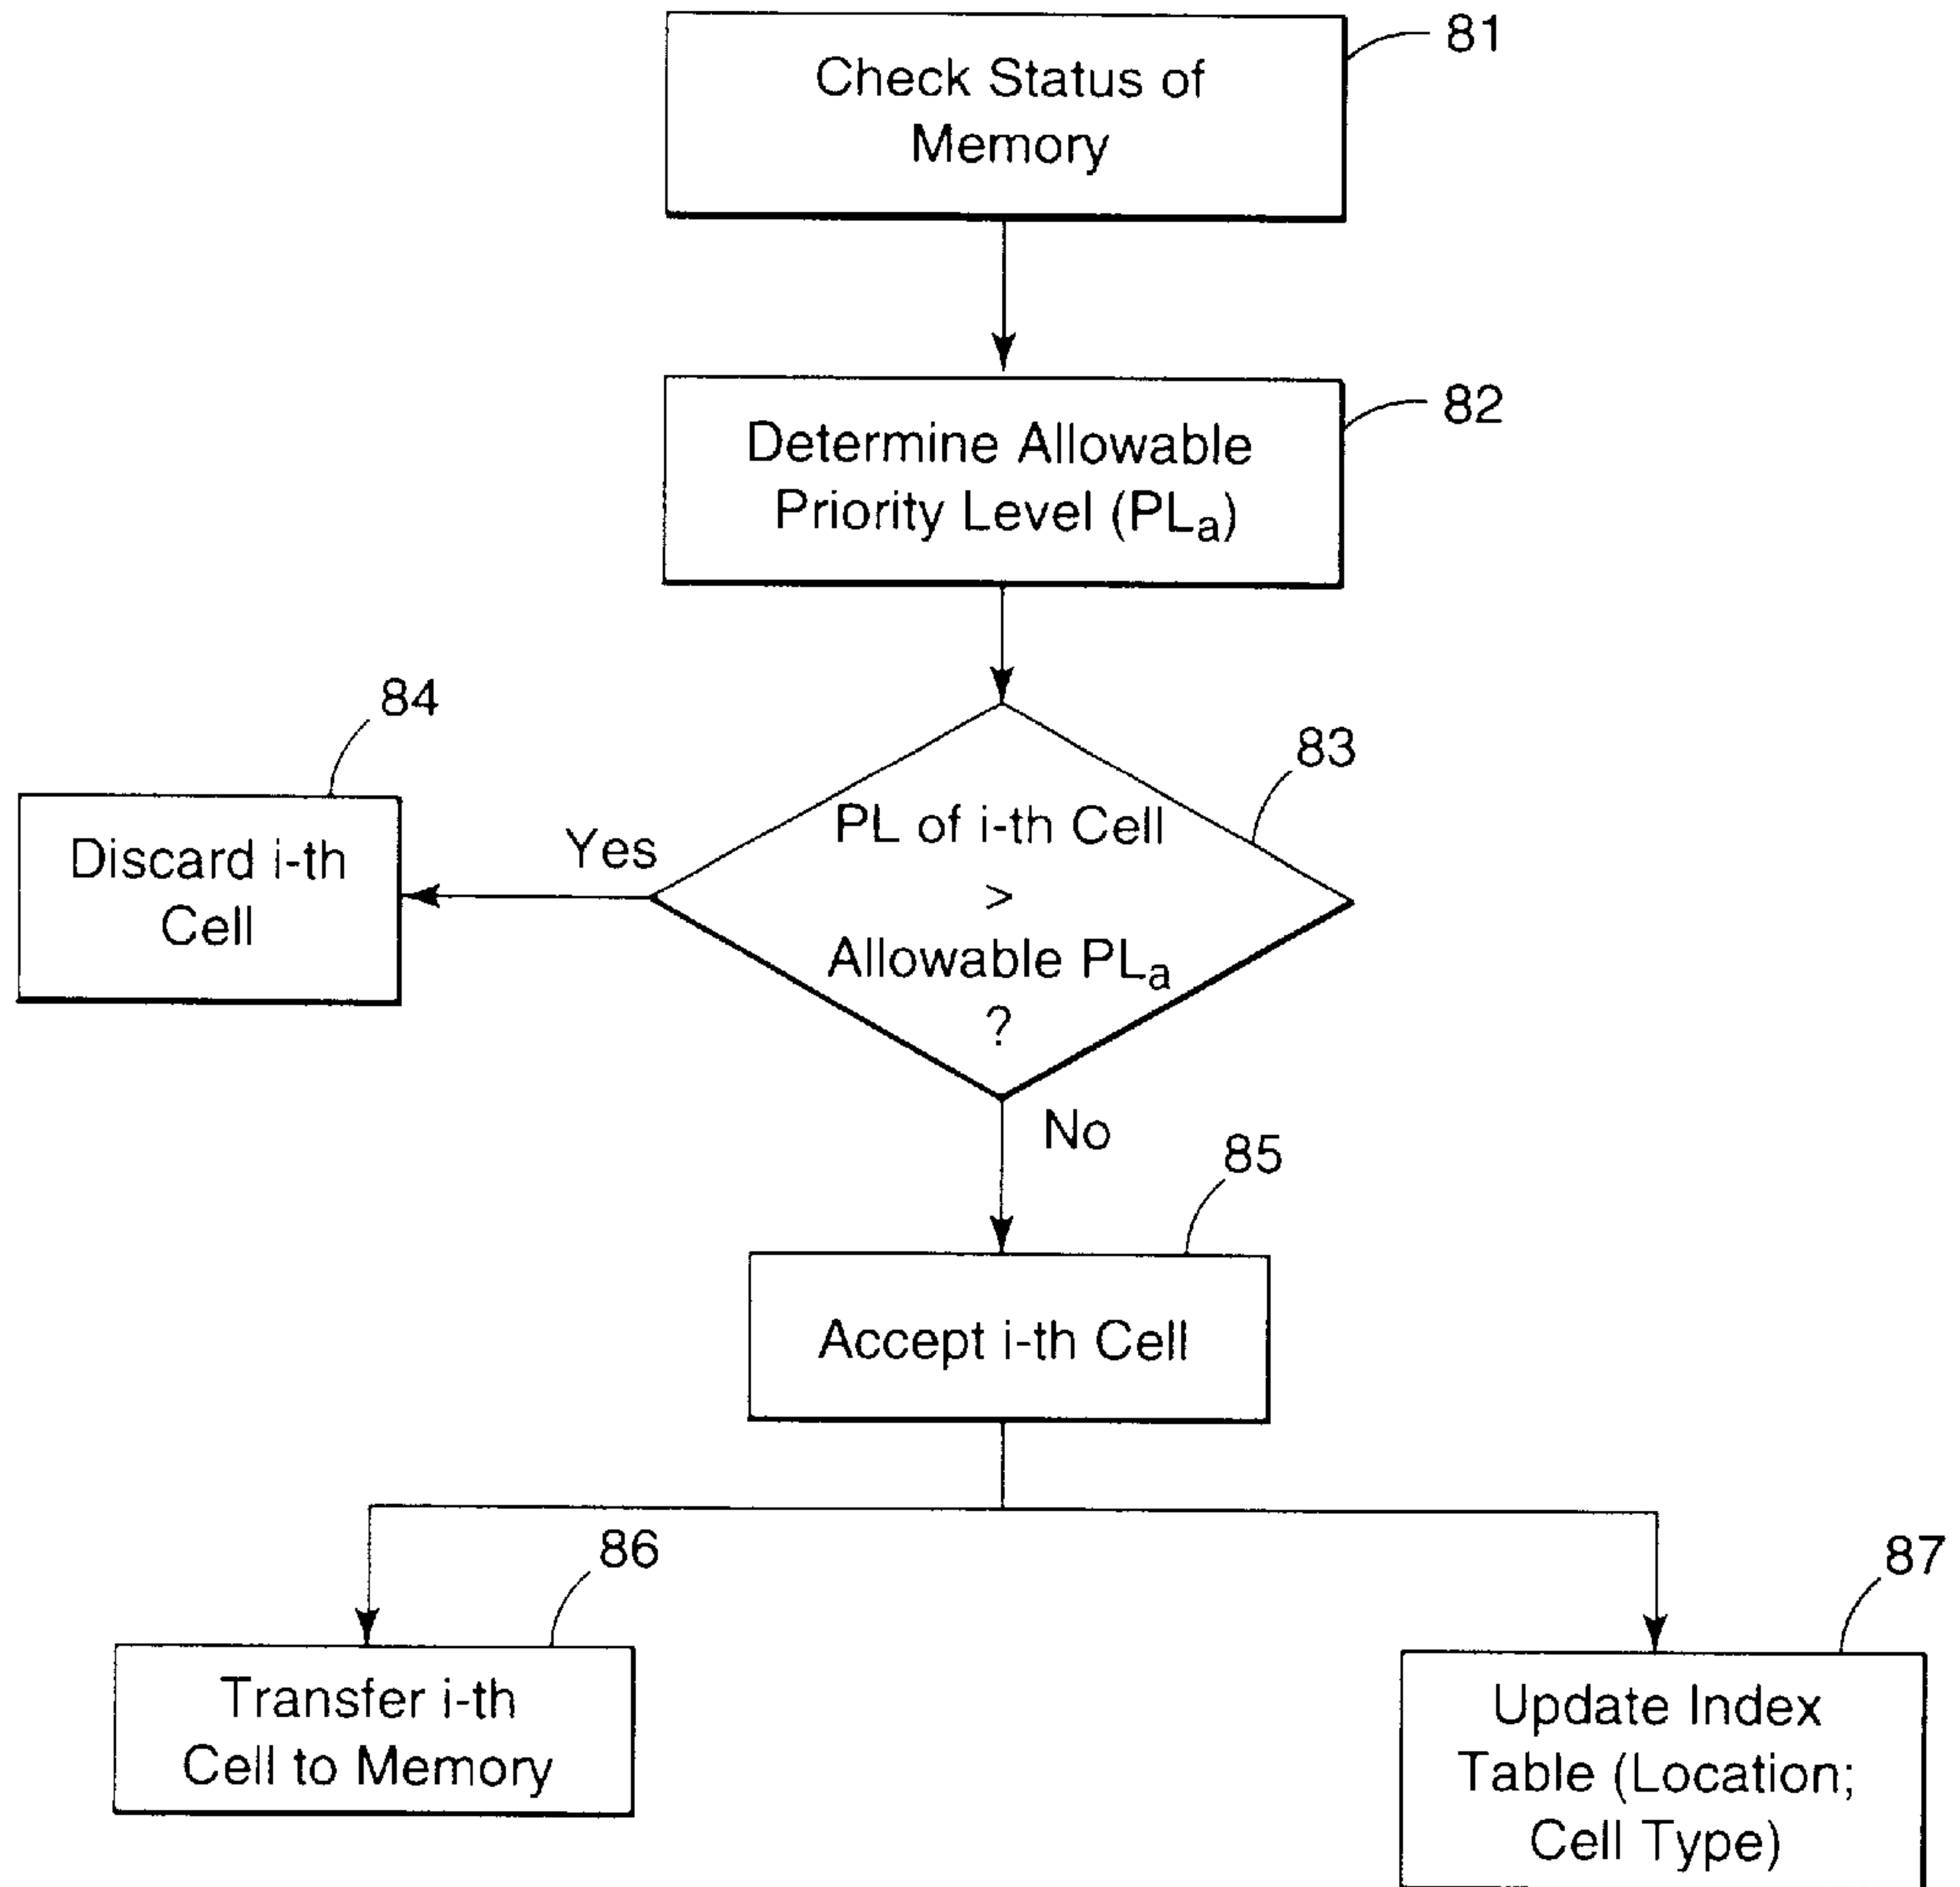 81
Check Status of
Memory
82
Determine Allowable
Priority Level (PLa)
84
83
Discard i-th
Cell
Yes
PL of i-th Cell
>
Allowable PLa
?
No
85
Accept i-th Cell
86
87
Transfer i-th
Cell to Memory
Update Index
Table (Location;
Cell Type)